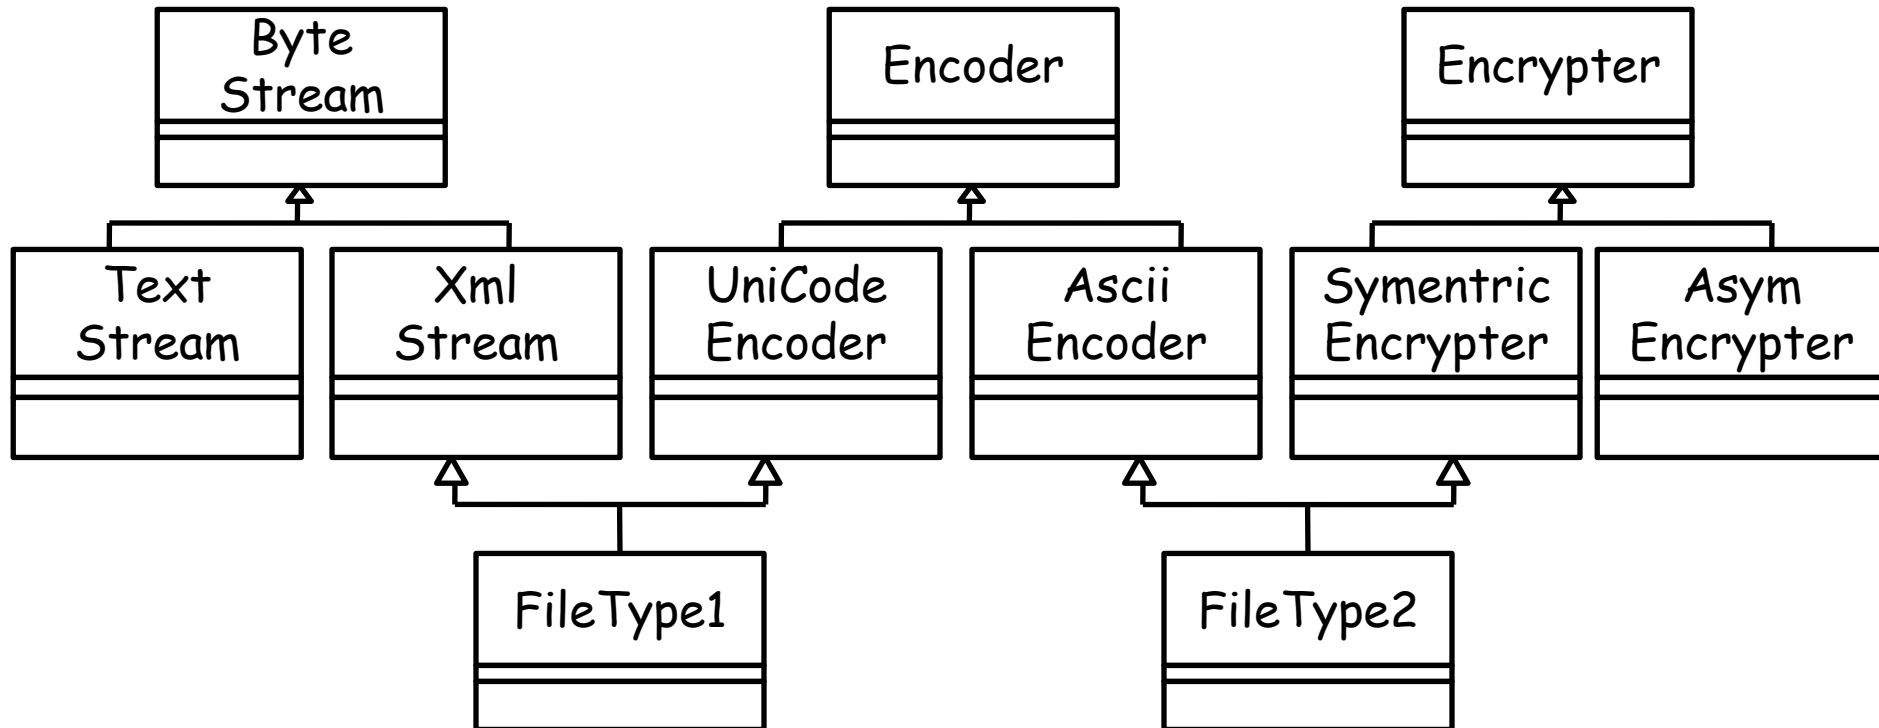 Byte
Stream
Encoder
Encrypter
Text
Stream
Xml
Stream
UniCode
Encoder
Ascii
Encoder
Symentric
Encrypter
Asym
Encrypter
FileType1
FileType2